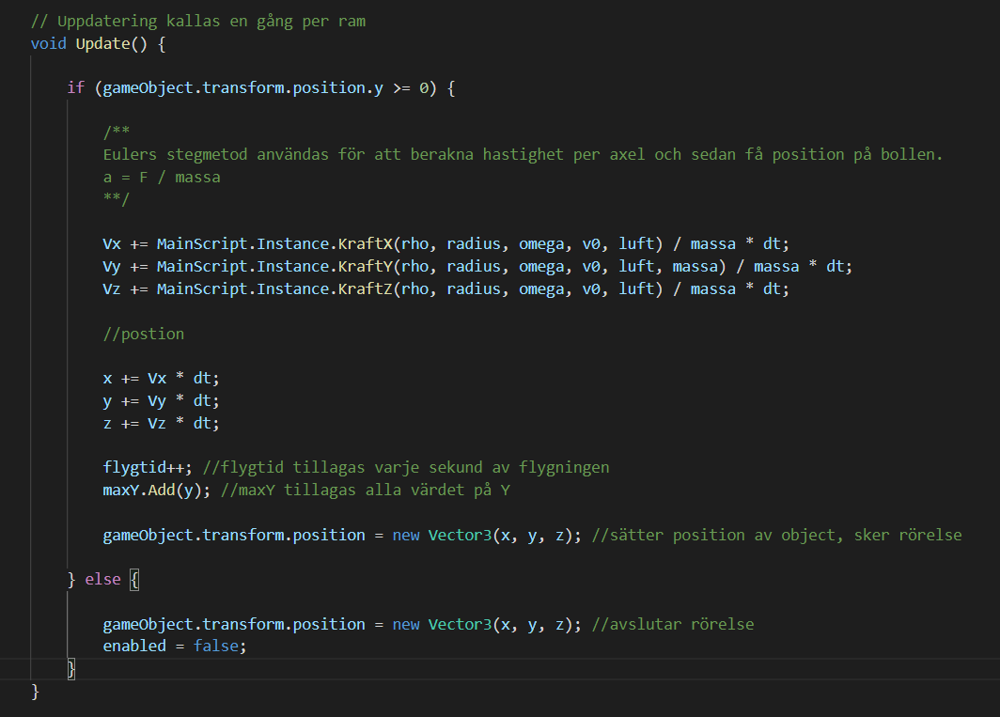 // Uppdatering kallas en gång per ram
void Update() {
if (gameObject.transform.position.y >= 0) {
/**
Eulers stegmetod användas för att berakna hastighet per axel och sedan få position på bollen.
a = F / massa
**/
Vx += MainScript.Instance.KraftX(rho, radius, omega, v0, luft) / massa * dt;
Vy += MainScript.Instance.KraftY(rho, radius, omega, v0, luft, massa) / massa * dt;
Vz += MainScript.Instance.KraftZ(rho, radius, omega, v0, luft) / massa * dt;
//postion
x += Vx * dt;
y += Vy * dt;
z += Vz * dt;
flygtid++; //flygtid tillagas varje sekund av flygningen
maxY.Add(y); //maxY tillagas alla värdet på Y
gameObject.transform.position = new Vector3(x, y, z); //sätter position av object, sker rörelse
} else {
gameObject.transform.position = new Vector3(x, y, z); //avslutar rörelse
enabled = false;
}
}